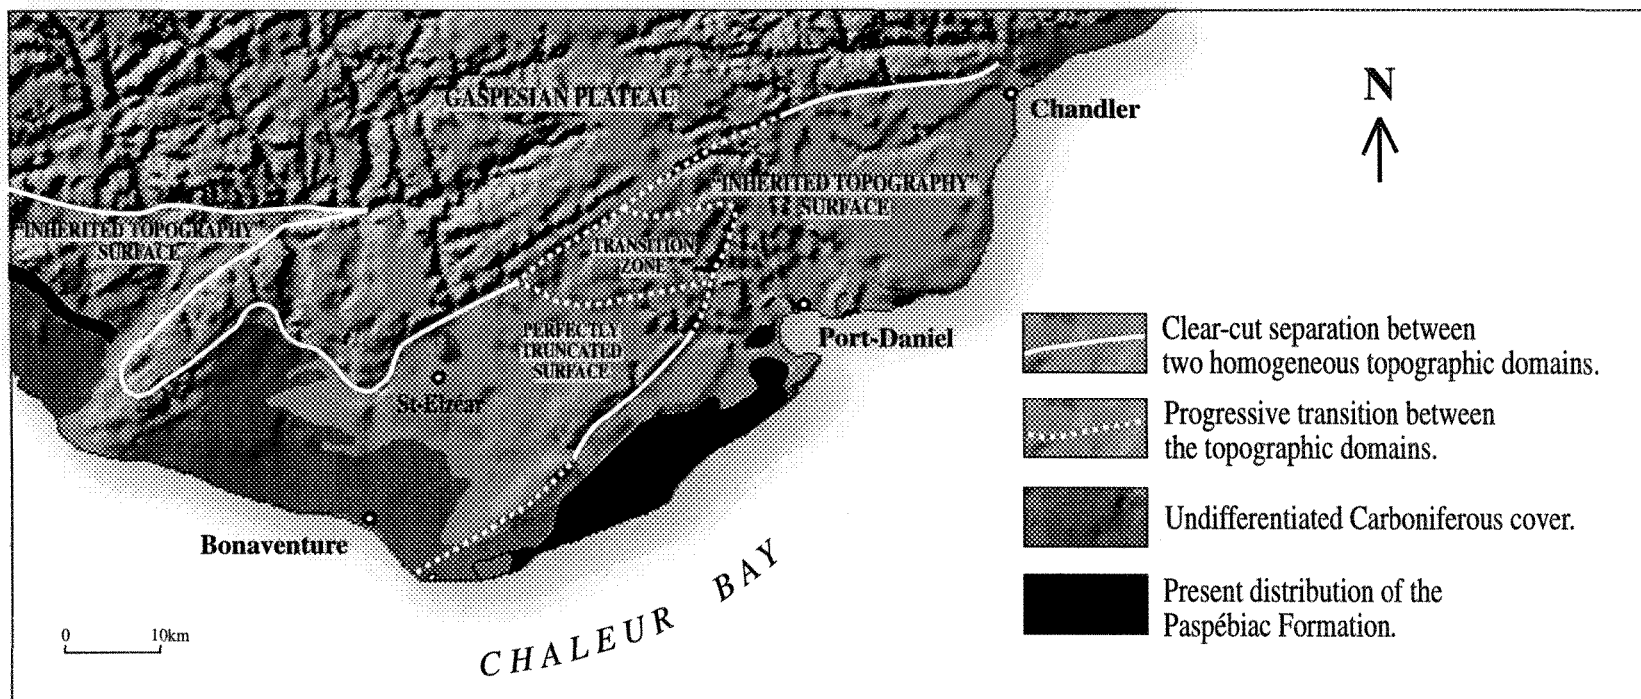 GASPESIAN PLATEAU
Chandler
N
"INHERITED TOPOGRAPHY"
SURFACE
"INHERITED TOPOGRAPHY"
SURFACE
TRANSITION
ZONE
PERFECTLY
TRUNCATED
SURFACE
Port-Daniel
St-Elzéar
Bonaventure
CHALEUR BAY
0 10km
Clear-cut separation between
two homogeneous topographic domains.
Progressive transition between
the topographic domains.
Undifferentiated Carboniferous cover.
Present distribution of the
Paspébiac Formation.